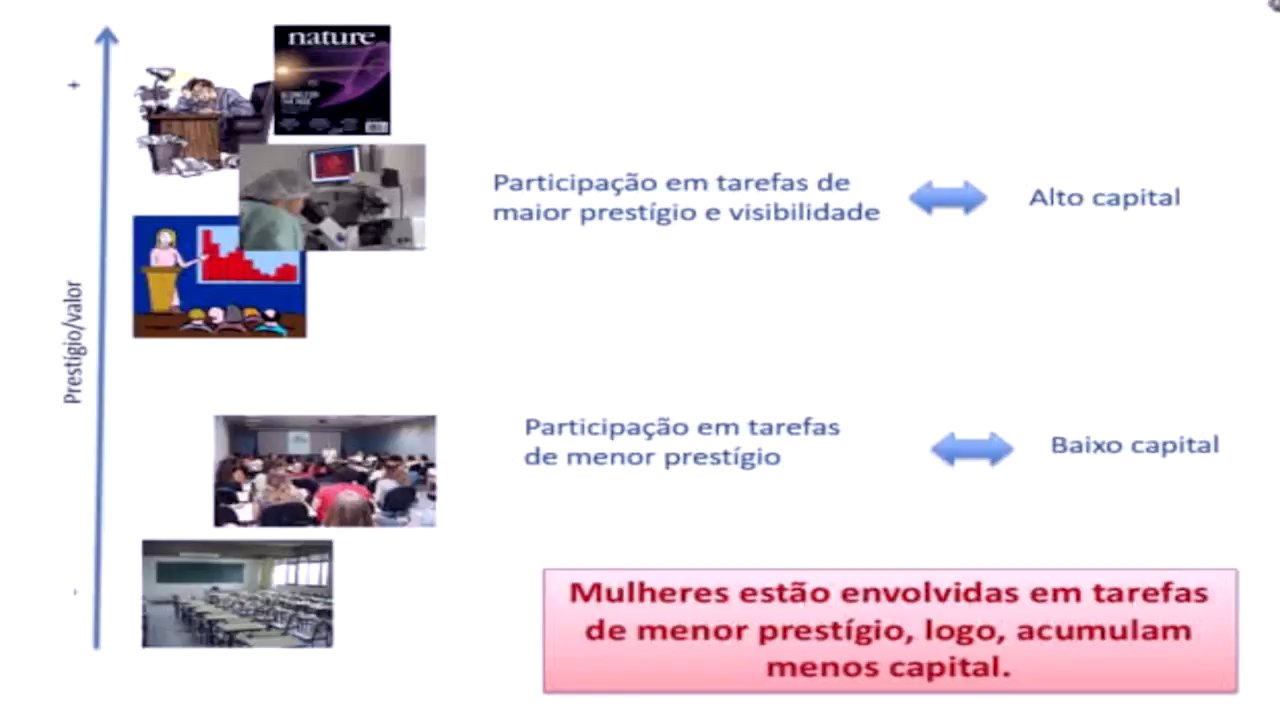 nature
+
Participação em tarefas de
maior prestígio e visibilidade
Alto capital
Prestígio/valor
Participação em tarefas
de menor prestígio
Baixo capital
-
Mulheres estão envolvidas em tarefas
de menor prestígio, logo, acumulam
menos capital.